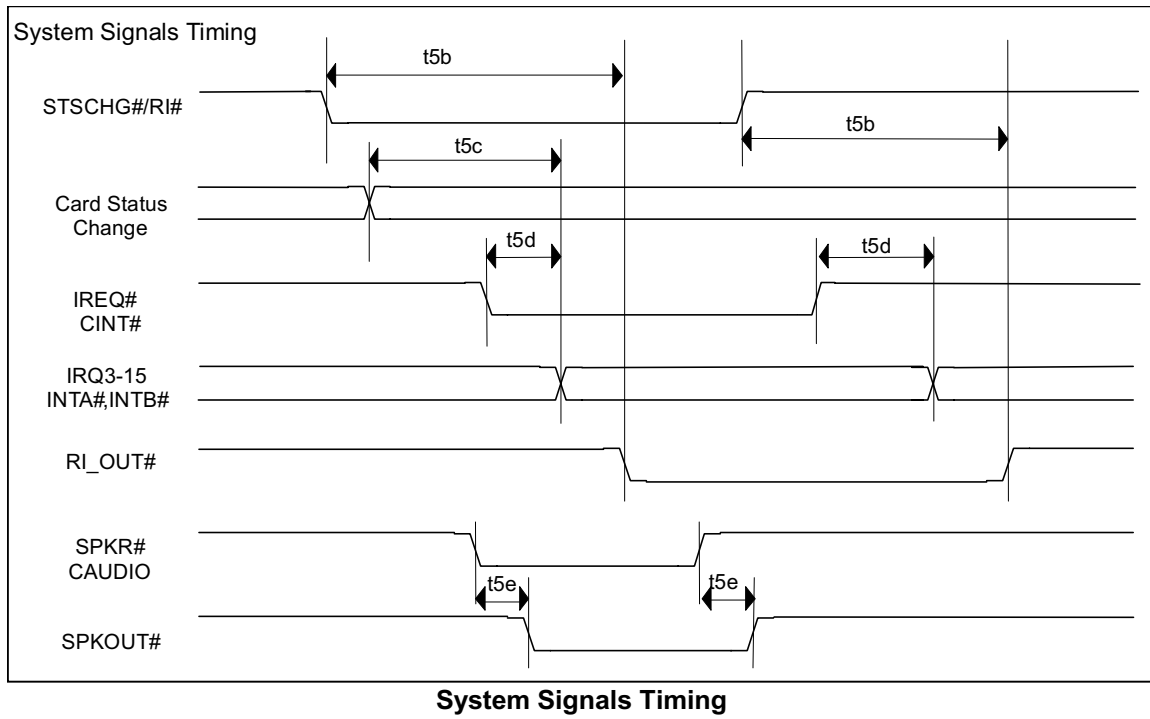 System Signals Timing
t5b
STSCHG#/RI#
t5b
t5c
Card Status
Change
t5d
t5d
IREQ#
CINT#
IRQ3-15
INTA#,INTB#
RI_OUT#
SPKR#
CAUDIO
t5e
t5e
SPKOUT#
System Signals Timing